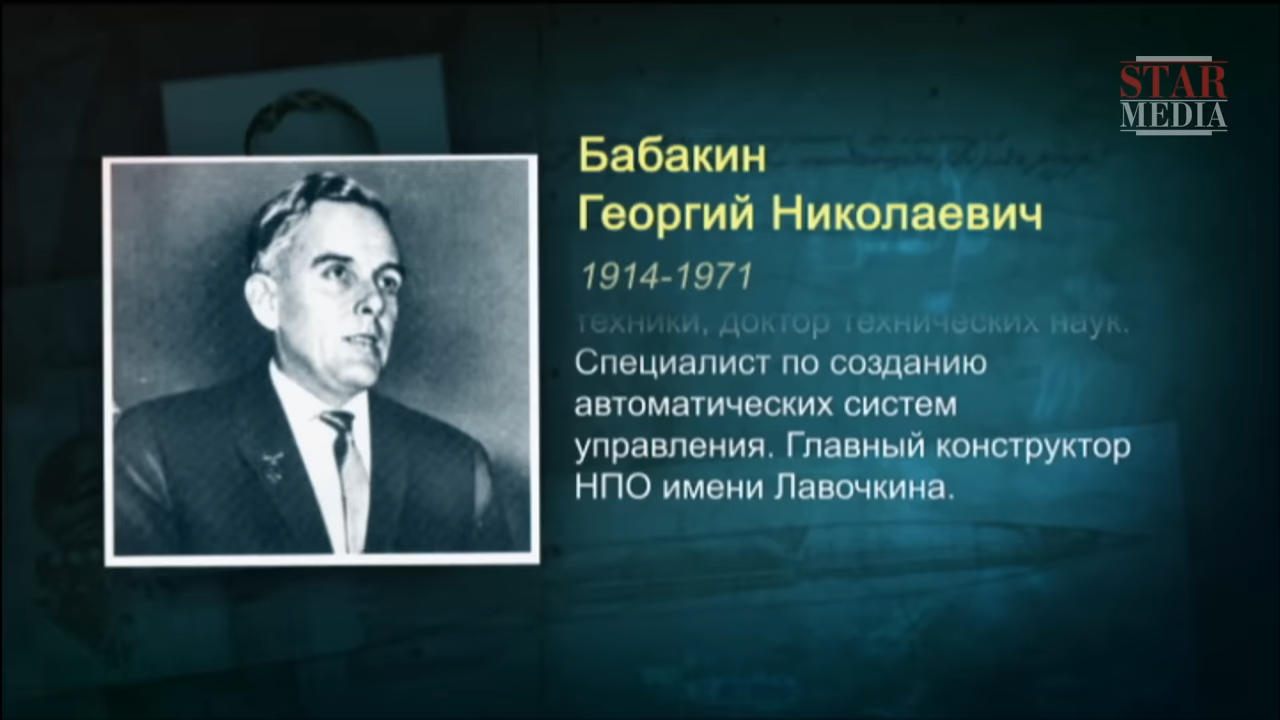 STAR
MEDIA
Бабакин
Георгий Николаевич
1914-1971
техники, доктор технических наук.
Специалист по созданию
автоматических систем
управления. Главный конструктор
НПО имени Лавочкина.